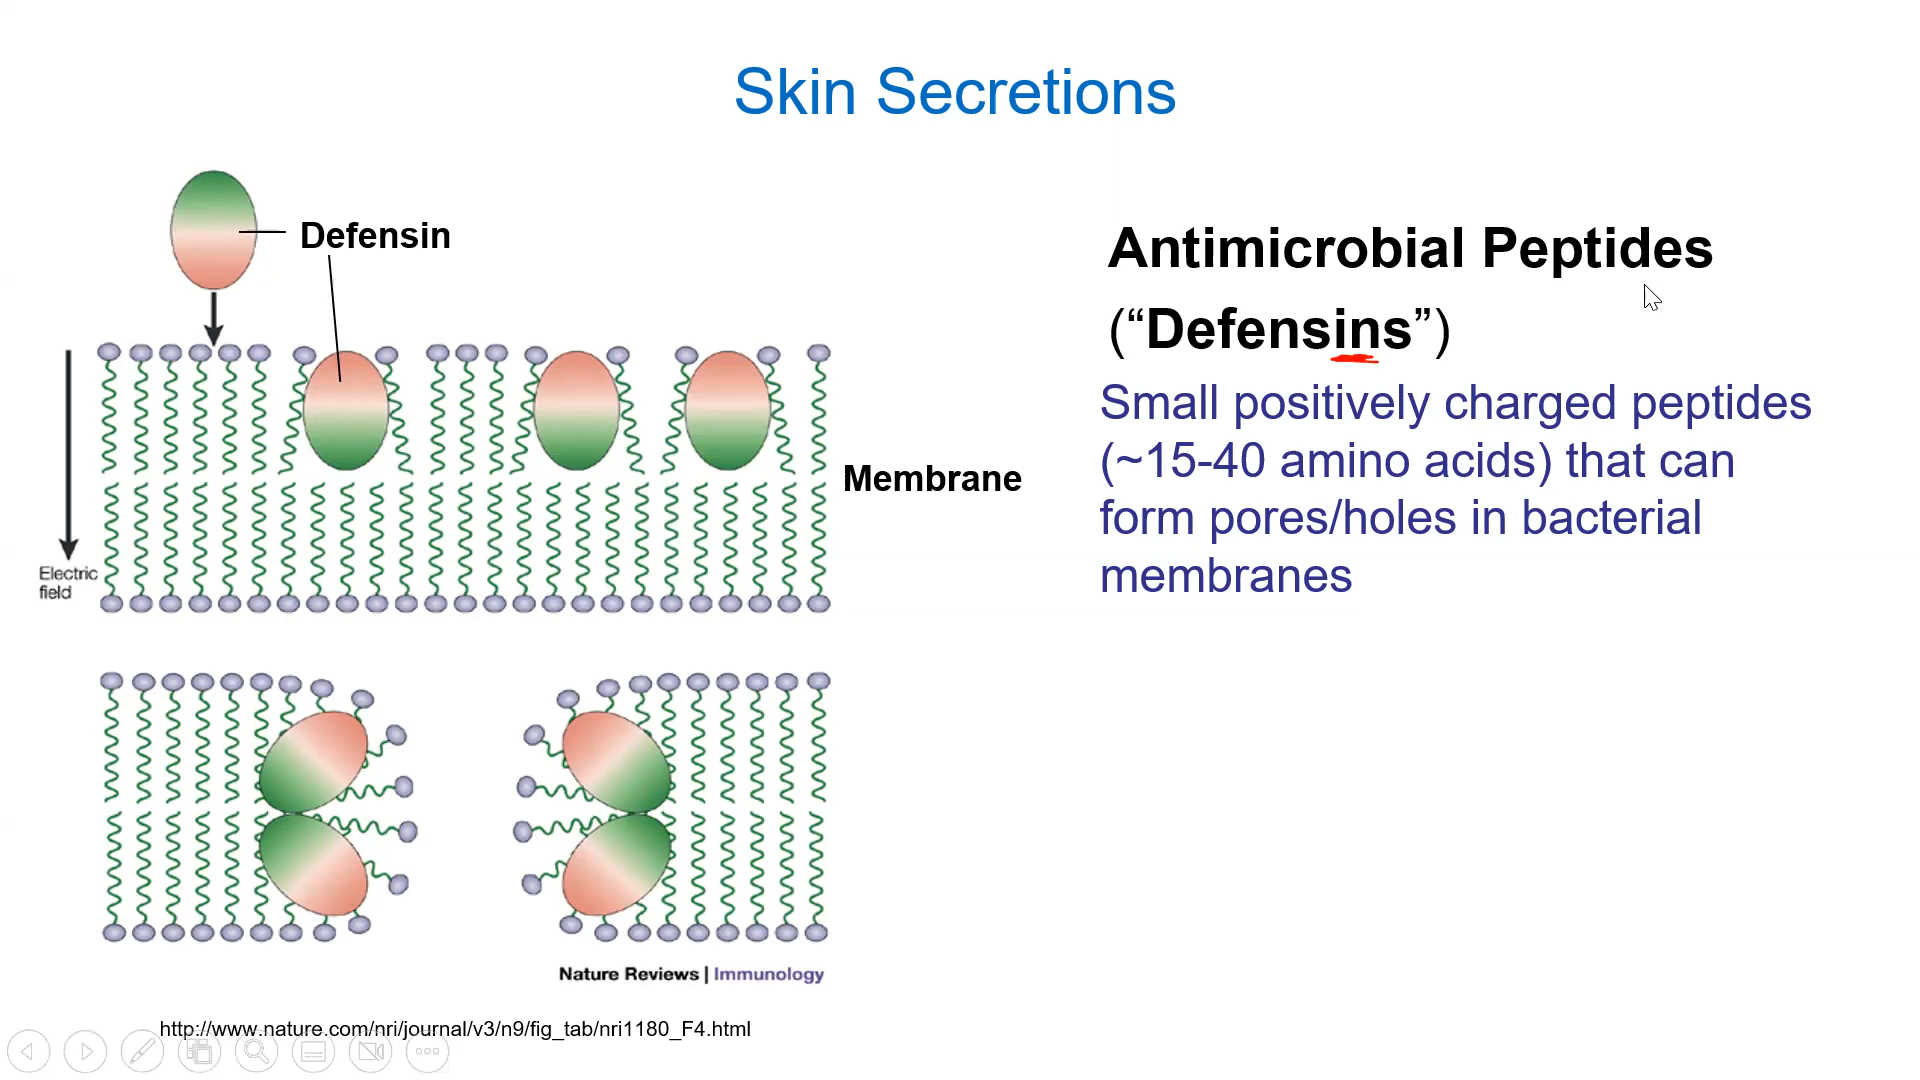 Skin Secretions
Defensin
Antimicrobial Peptides
(“Defensins”)
Small positively charged peptides
(~15-40 amino acids) that can
form pores/holes in bacterial
membranes
Membrane
Electric
field
Nature Reviews | Immunology
http://www.nature.com/nri/journal/v3/n9/fig_tab/nri1180_F4.html